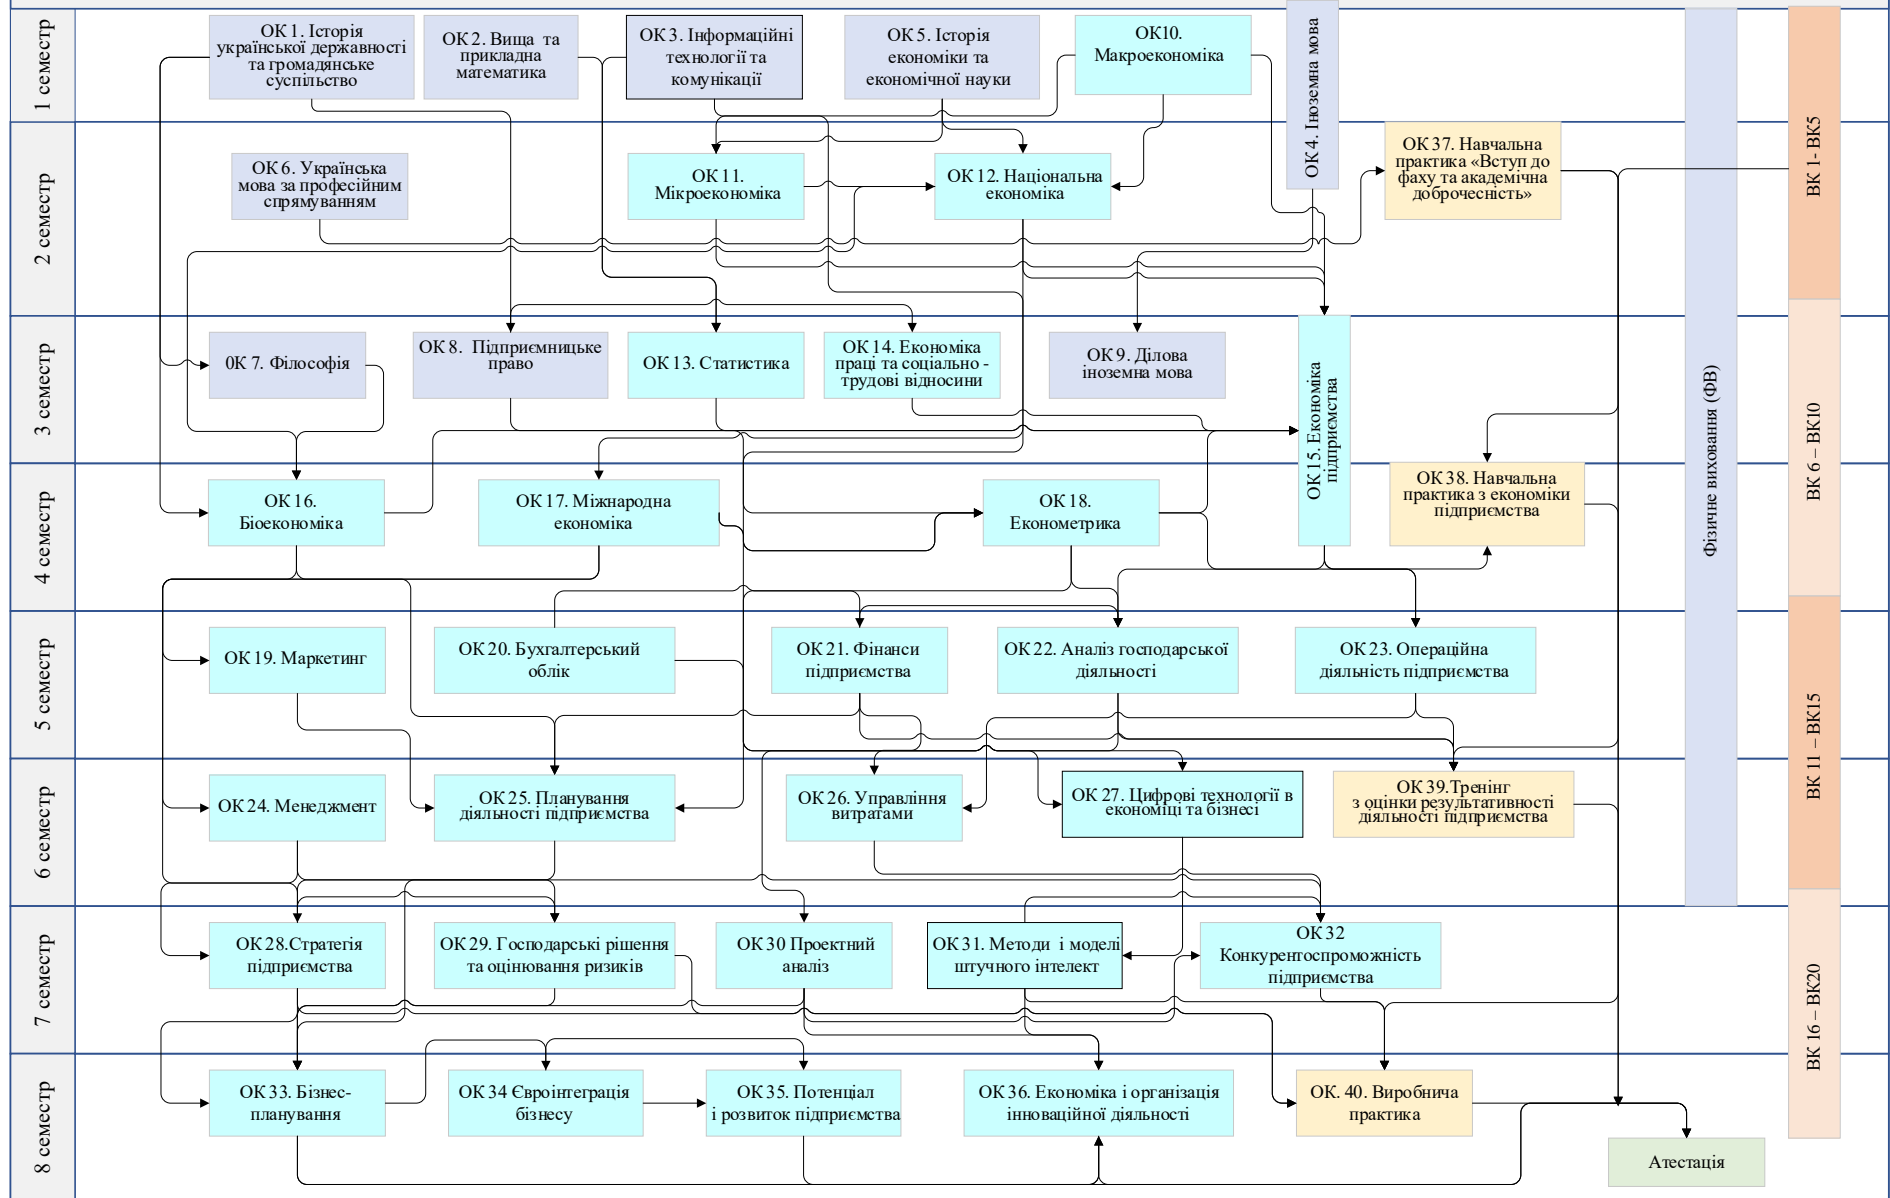 1 семестр
ОК 1. Історія
української державності
та громадянське
суспільство
ОК 2. Вища та
прикладна
математика
ОК 3. Інформаційні
технології та
комунікації
ОК 5. Історія
економіки та
економічної науки
ОК10.
Макроекономіка
ОК 4. Іноземна мова
2 семестр
ОК 6. Українська
мова за професійним
спрямуванням
ОК 11.
Мікроекономіка
ОК 12. Національна
економіка
ОК 37. Навчальна
практика «Вступ до
фаху та академічна
доброчесність»
ВК 1- ВК5
3 семестр
0К 7. Філософія
ОК 8. Підприємницьке
право
ОК 13. Статистика
ОК 14. Економіка
праці та соціально -
трудові відносини
ОК 9. Ділова
іноземна мова
ОК 15. Економіка
підприємства
Фізичне виховання (ФВ)
ВК 6 – ВК10
4 семестр
ОК 16.
Біоекономіка
ОК 17. Міжнародна
економіка
ОК 18.
Економетрика
ОК 38. Навчальна
практика з економіки
підприємства
5 семестр
ОК 19. Маркетинг
ОК 20. Бухгалтерський
облік
ОК 21. Фінанси
підприємства
ОК 22. Аналіз господарської
діяльності
ОК 23. Операційна
діяльність підприємства
ВК 11 – ВК15
6 семестр
ОК 24. Менеджмент
ОК 25. Планування
діяльності підприємства
ОК 26. Управління
витратами
ОК 27. Цифрові технології в
економіці та бізнесі
ОК 39.Тренінг
з оцінки результативності
діяльності підприємства
7 семестр
ОК 28.Стратегія
підприємства
ОК 29. Господарські рішення
та оцінювання ризиків
ОК 30 Проектний
аналіз
ОК 31. Методи і моделі
штучного інтелект
ОК 32
Конкурентоспроможність
підприємства
ВК 16 – ВК20
8 семестр
ОК 33. Бізнес-
планування
ОК 34 Євроінтеграція
бізнесу
ОК 35. Потенціал
і розвиток підприємства
ОК 36. Економіка і організація
інноваційної діяльності
ОК. 40. Виробнича
практика
Атестація